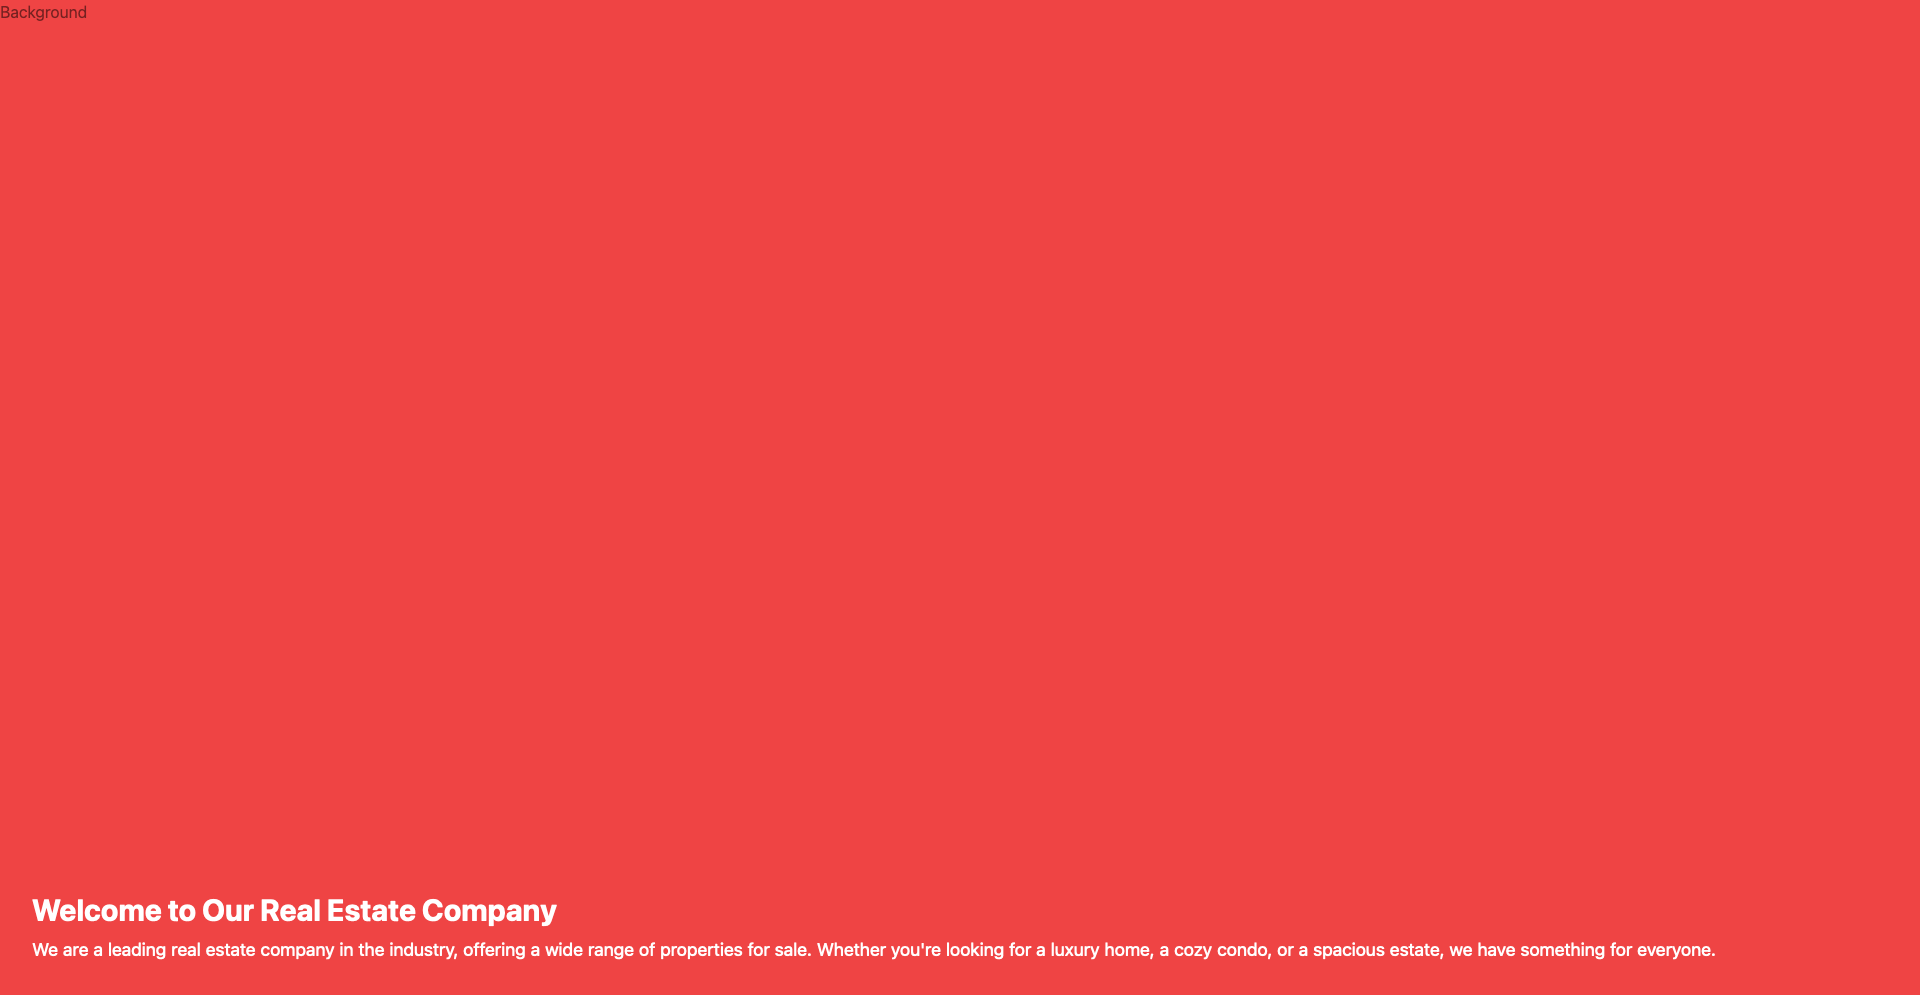 Background
Welcome to Our Real Estate Company
We are a leading real estate company in the industry, offering a wide range of properties for sale. Whether you're looking for a luxury home, a cozy condo, or a spacious estate, we have something for everyone.